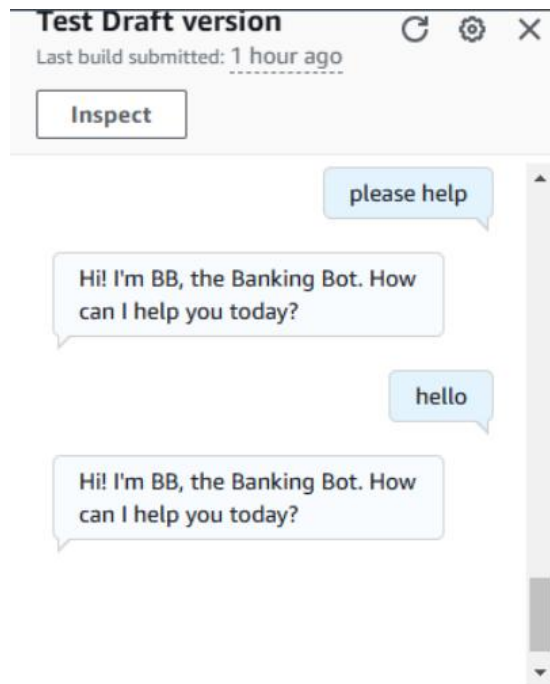 Test Draft version
Last build submitted: 1 hour ago
Inspect
please help
Hi! I'm BB, the Banking Bot. How
can I help you today?
hello
Hi! I'm BB, the Banking Bot. How
can I help you today?